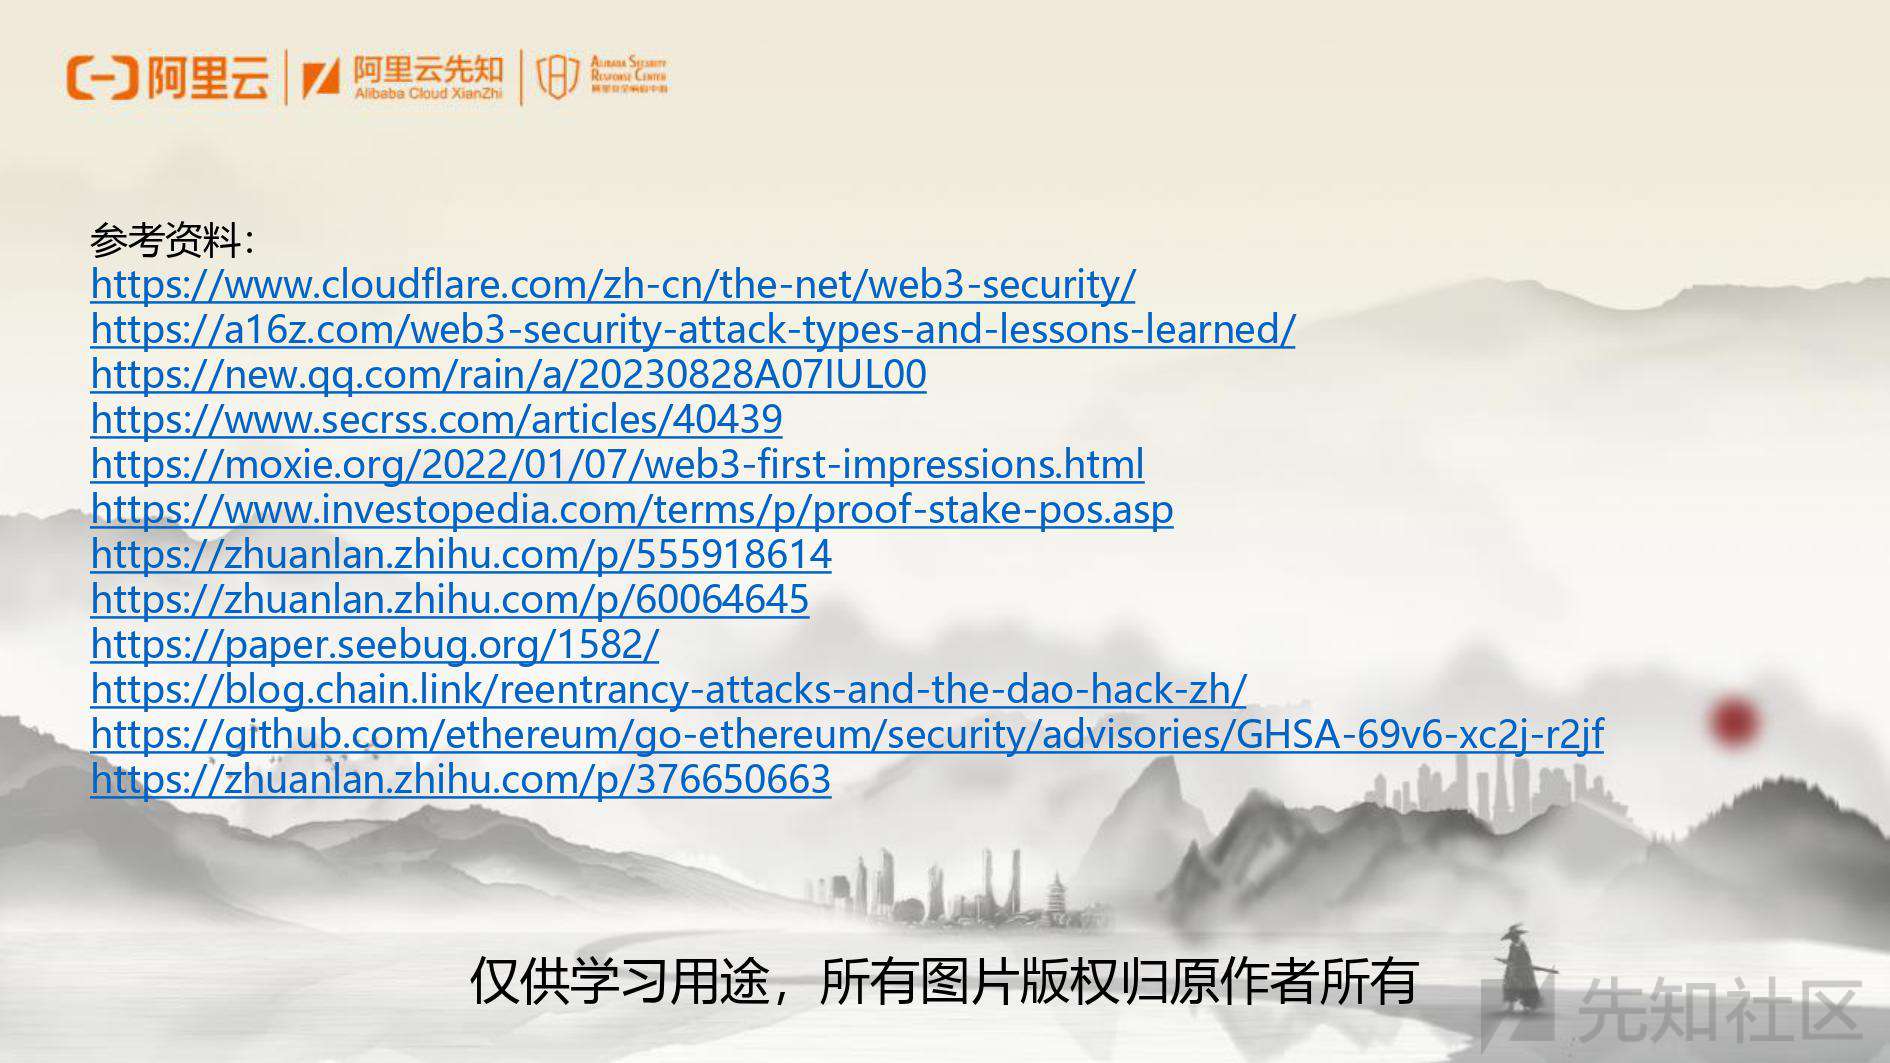 阿里云
阿里云先知
Alibaba Cloud XianZhi
ALIBABA SECURITY
RESPONSE CENTER
阿里安全响应中心
参考资料：
https://www.cloudflare.com/zh-cn/the-net/web3-security/
https://a16z.com/web3-security-attack-types-and-lessons-learned/
https://new.qq.com/rain/a/20230828A07IUL00
https://www.secrss.com/articles/40439
https://moxie.org/2022/01/07/web3-first-impressions.html
https://www.investopedia.com/terms/p/proof-stake-pos.asp
https://zhuanlan.zhihu.com/p/555918614
https://zhuanlan.zhihu.com/p/60064645
https://paper.seebug.org/1582/
https://blog.chain.link/reentrancy-attacks-and-the-dao-hack-zh/
https://github.com/ethereum/go-ethereum/security/advisories/GHSA-69v6-xc2j-r2jf
https://zhuanlan.zhihu.com/p/376650663
仅供学习用途，所有图片版权归原作者所有
先知社区